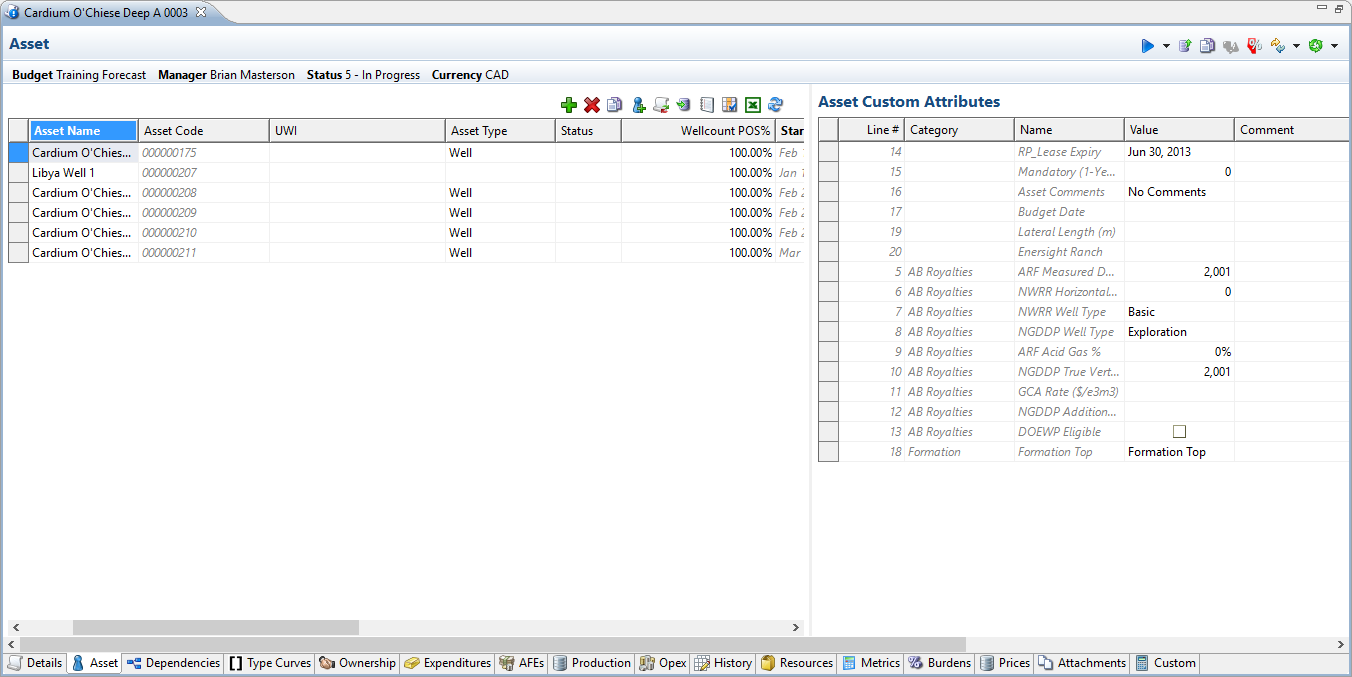 Cardium O'Chiese Deep A 0003
Asset
Budget Training Forecast Manager Brian Masterson Status 5 - In Progress Currency CAD
Asset Name Asset Code UWI Asset Type Status Wellcount POS% Star
Cardium O'Chies... 000000175 Well 100.00% Feb
Libya Well 1 000000207 100.00% Jan 1
Cardium O'Chies... 000000208 Well 100.00% Feb 2
Cardium O'Chies... 000000209 Well 100.00% Feb 2
Cardium O'Chies... 000000210 Well 100.00% Feb 2
Cardium O'Chies... 000000211 Well 100.00% Mar
Asset Custom Attributes
Line # Category Name Value Comment
14 RP_Lease Expiry Jun 30, 2013
15 Mandatory (1-Ye... 0
16 Asset Comments No Comments
17 Budget Date
19 Lateral Length (m)
20 Enersight Ranch
5 AB Royalties ARF Measured D... 2,001
6 AB Royalties NWRR Horizontal... 0
7 AB Royalties NWRR Well Type Basic
8 AB Royalties NGDDP Well Type Exploration
9 AB Royalties ARF Acid Gas % 0%
10 AB Royalties NGDDP True Vert... 2,001
11 AB Royalties GCA Rate ($/e3m3)
12 AB Royalties NGDDP Addition...
13 AB Royalties DOEWP Eligible
18 Formation Formation Top Formation Top
Details Asset Dependencies Type Curves Ownership Expenditures AFEs Production Opex History Resources Metrics Burdens Prices Attachments Custom